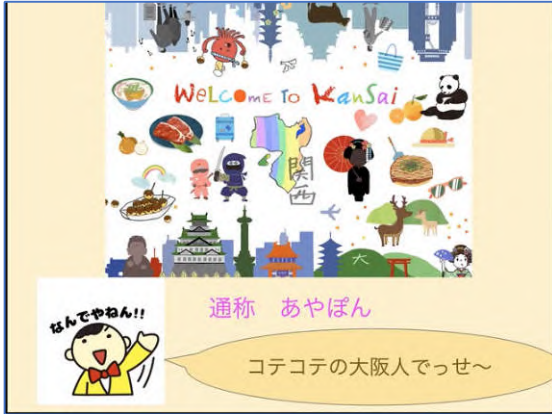 WeLCOME To KanSai
関
西
大
なんでやねん!!
通称 あやぽん
コテコテの大阪人でっせ～